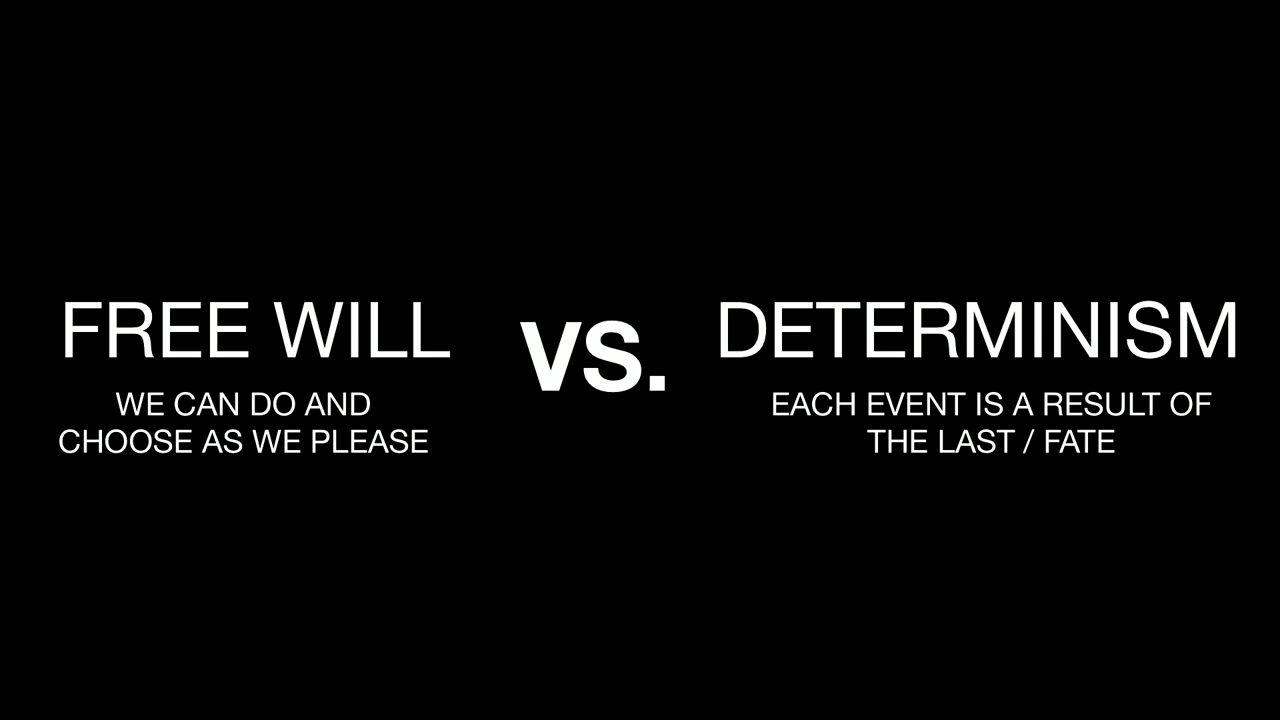 FREE WILL
WE CAN DO AND
CHOOSE AS WE PLEASE
VS.
DETERMINISM
EACH EVENT IS A RESULT OF
THE LAST / FATE